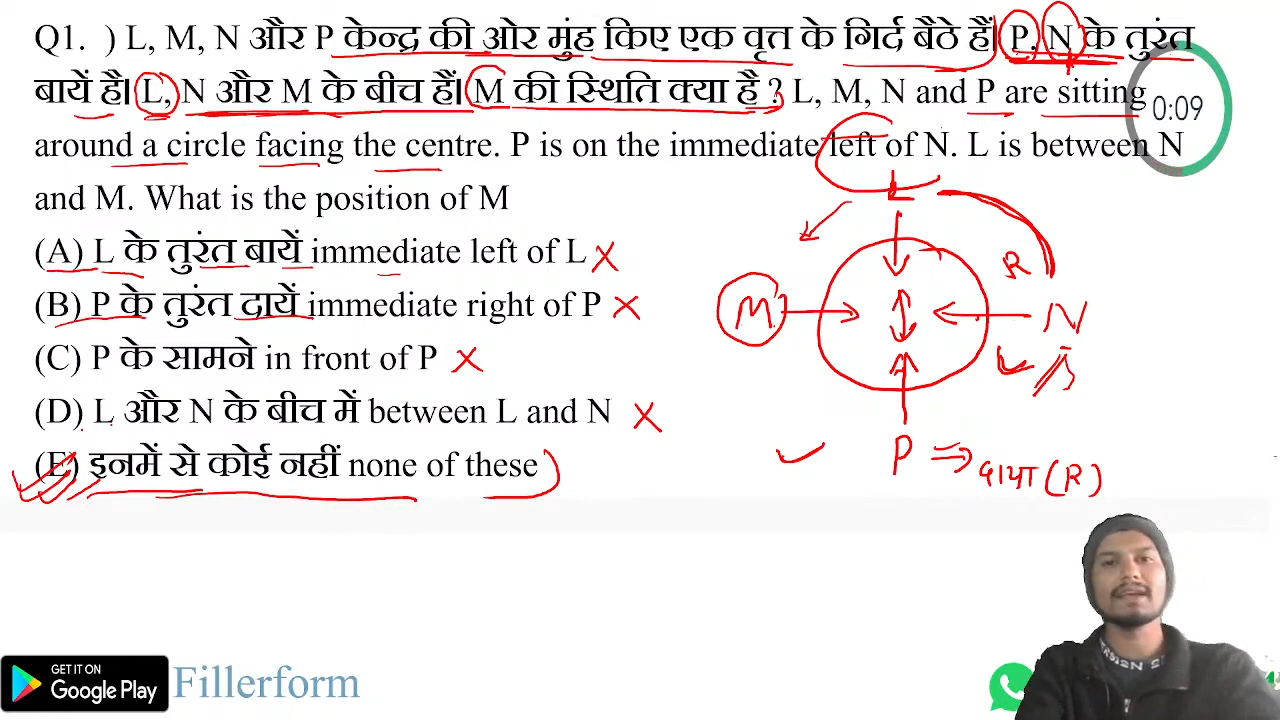 Q1. ) L, M, N और P केन्द्र की ओर मुंह किए एक वृत्त के गिर्द बैठे हैं। P, N के तुरंत
बायें है। L, N और M के बीच हैं। M की स्थिति क्या है ? L, M, N and P are sitting
0:09
around a circle facing the centre. P is on the immediate left of N. L is between N
and M. What is the position of M
(A) L के तुरंत बायें immediate left of L
(B) P के तुरंत दायें immediate right of P
(C) P के सामने in front of P
(D) L और N के बीच में between L and N
(E) इनमें से कोई नहीं none of these
L
R
M
N
P ⇒ दाया (R)
GET IT ON
Google Play
Fillerform